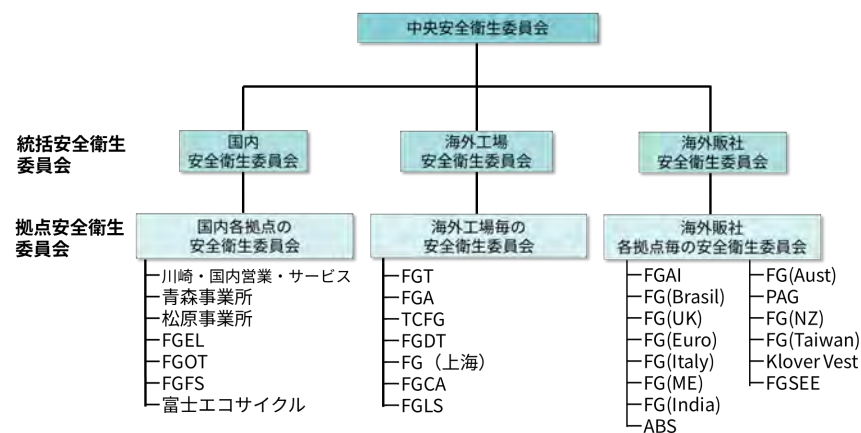 中央安全衛生委員会
統括安全衛生
委員会
国内
安全衛生委員会
海外工場
安全衛生委員会
海外販社
安全衛生委員会
拠点安全衛生
委員会
国内各拠点の
安全衛生委員会
海外工場毎の
安全衛生委員会
海外販社
各拠点毎の安全衛生委員会
川崎・国内営業・サービス
青森事業所
松原事業所
FGEL
FGOT
FGFS
富士エコサイクル
FGT
FGA
TCFG
FGDT
FG（上海）
FGCA
FGLS
FGAI
FG(Brasil)
FG(UK)
FG(Euro)
FG(Italy)
FG(ME)
FG(India)
ABS
FG(Aust)
PAG
FG(NZ)
FG(Taiwan)
Klover Vest
FGSEE